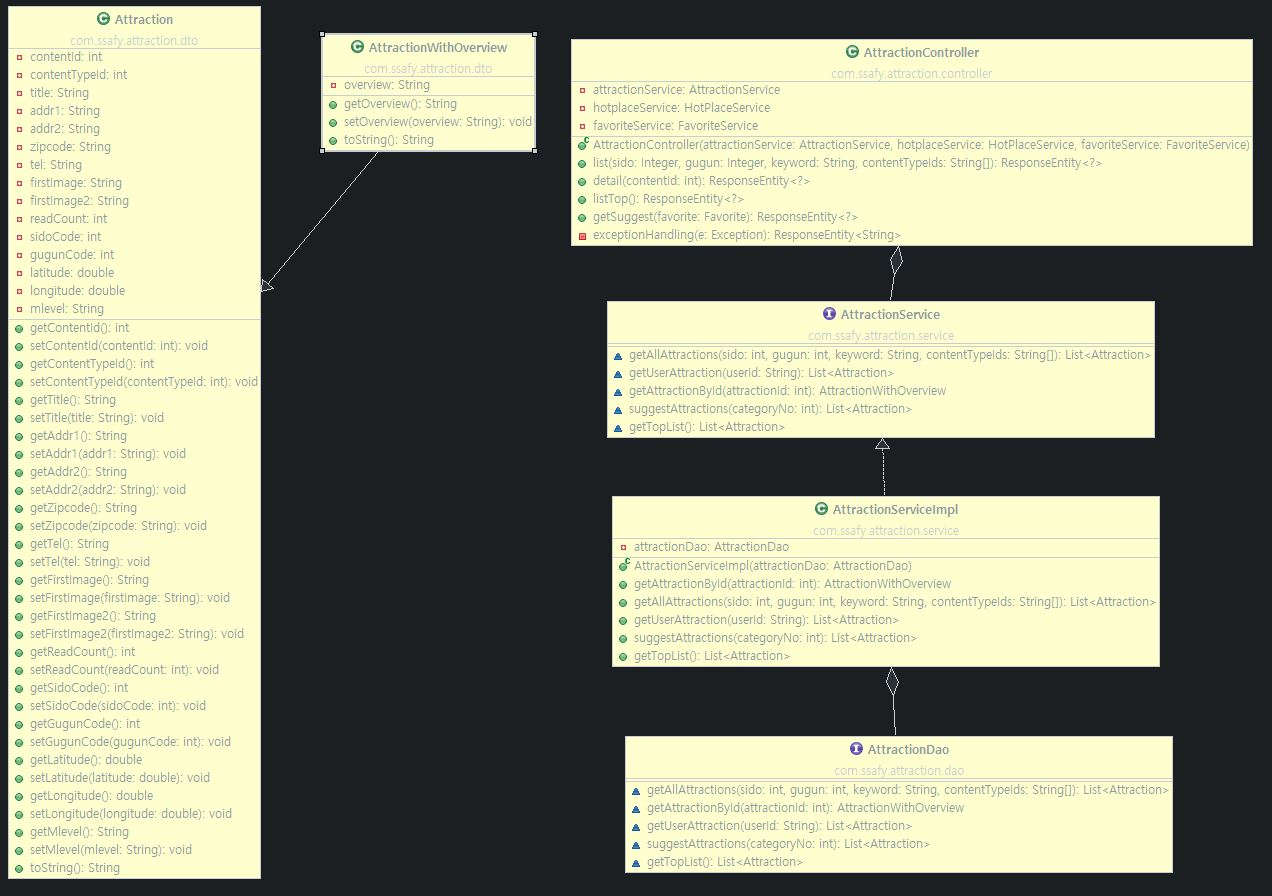 Attraction
com.ssafy.attraction.dto
contentId: int
contentTypeId: int
title: String
addr1: String
addr2: String
zipcode: String
tel: String
firstImage: String
firstImage2: String
readCount: int
sidoCode: int
gugunCode: int
latitude: double
longitude: double
mlevel: String
getContentId(): int
setContentId(contentId: int): void
getContentTypeId(): int
setContentTypeId(contentTypeId: int): void
getTitle(): String
setTitle(title: String): void
getAddr1(): String
setAddr1(addr1: String): void
getAddr2(): String
setAddr2(addr2: String): void
getZipcode(): String
setZipcode(zipcode: String): void
getTel(): String
setTel(tel: String): void
getFirstImage(): String
setFirstImage(firstImage: String): void
getFirstImage2(): String
setFirstImage2(firstImage2: String): void
getReadCount(): int
setReadCount(readCount: int): void
getSidoCode(): int
setSidoCode(sidoCode: int): void
getGugunCode(): int
setGugunCode(gugunCode: int): void
getLatitude(): double
setLatitude(latitude: double): void
getLongitude(): double
setLongitude(longitude: double): void
getMlevel(): String
setMlevel(mlevel: String): void
toString(): String
AttractionWithOverview
com.ssafy.attraction.dto
overview: String
getOverview(): String
setOverview(overview: String): void
toString(): String
AttractionController
com.ssafy.attraction.controller
attractionService: AttractionService
hotplaceService: HotPlaceService
favoriteService: FavoriteService
AttractionController(attractionService: AttractionService, hotplaceService: HotPlaceService, favoriteService: FavoriteService)
list(sido: Integer, gugun: Integer, keyword: String, contentTypeIds: String[]): ResponseEntity<?>
detail(contentId: int): ResponseEntity<?>
listTop(): ResponseEntity<?>
getSuggest(favorite: Favorite): ResponseEntity<?>
exceptionHandling(e: Exception): ResponseEntity<String>
AttractionService
com.ssafy.attraction.service
getAllAttractions(sido: int, gugun: int, keyword: String, contentTypeIds: String[]): List<Attraction>
getUserAttraction(userId: String): List<Attraction>
getAttractionById(attractionId: int): AttractionWithOverview
suggestAttractions(categoryNo: int): List<Attraction>
getTopList(): List<Attraction>
AttractionServiceImpl
com.ssafy.attraction.service
attractionDao: AttractionDao
AttractionServiceImpl(attractionDao: AttractionDao)
getAttractionById(attractionId: int): AttractionWithOverview
getAllAttractions(sido: int, gugun: int, keyword: String, contentTypeIds: String[]): List<Attraction>
getUserAttraction(userId: String): List<Attraction>
suggestAttractions(categoryNo: int): List<Attraction>
getTopList(): List<Attraction>
AttractionDao
com.ssafy.attraction.dao
getAllAttractions(sido: int, gugun: int, keyword: String, contentTypeIds: String[]): List<Attraction>
getAttractionById(attractionId: int): AttractionWithOverview
getUserAttraction(userId: String): List<Attraction>
suggestAttractions(categoryNo: int): List<Attraction>
getTopList(): List<Attraction>